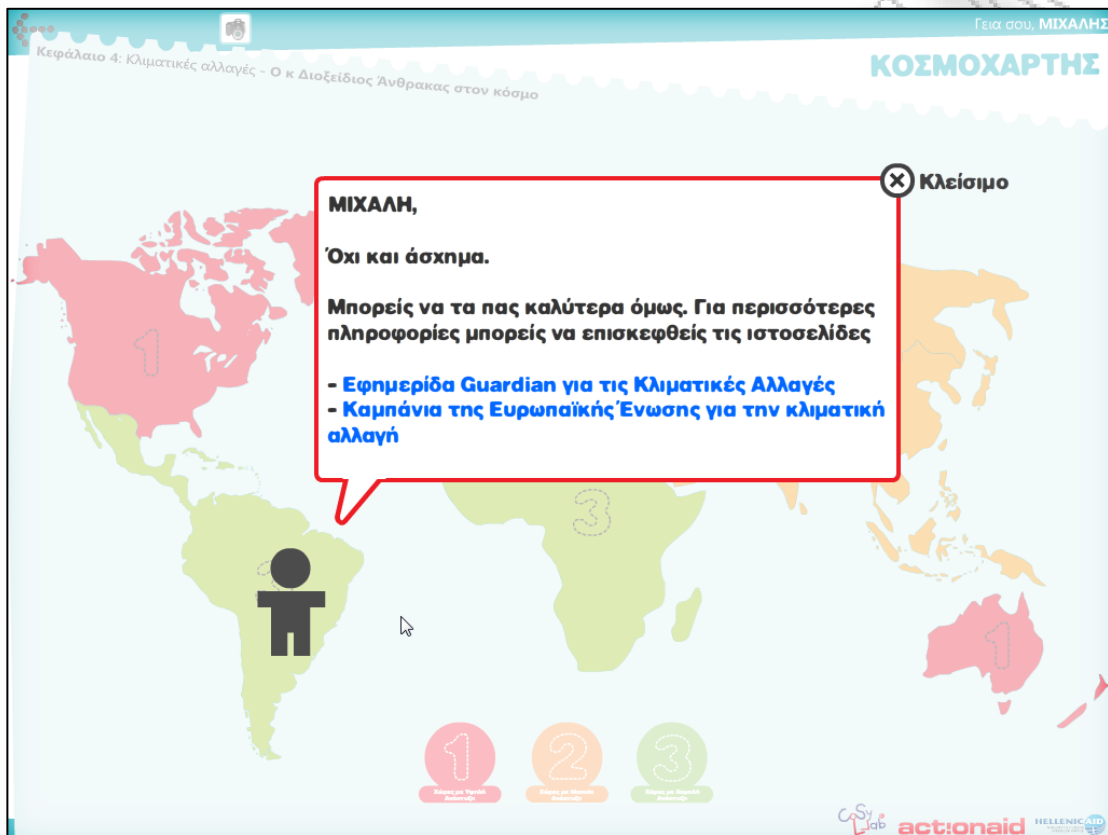 Γεια σου, ΜΙΧΑΛΗΣ
Κεφάλαιο 4: Κλιματικές αλλαγές - Ο κ Διοξείδιος Άνθρακας στον κόσμο
ΚΟΣΜΟΧΑΡΤΗΣ
Κλείσιμο
ΜΙΧΑΛΗ,
Όχι και άσχημα.
Μπορείς να τα πας καλύτερα όμως. Για περισσότερες
πληροφορίες μπορείς να επισκεφθείς τις ιστοσελίδες
- Εφημερίδα Guardian για τις Κλιματικές Αλλαγές
- Καμπάνια της Ευρωπαϊκής Ένωσης για την κλιματική
αλλαγή
1
3
1
1
2
3
CoSy Lab
act:onaid
HELLENIC AID